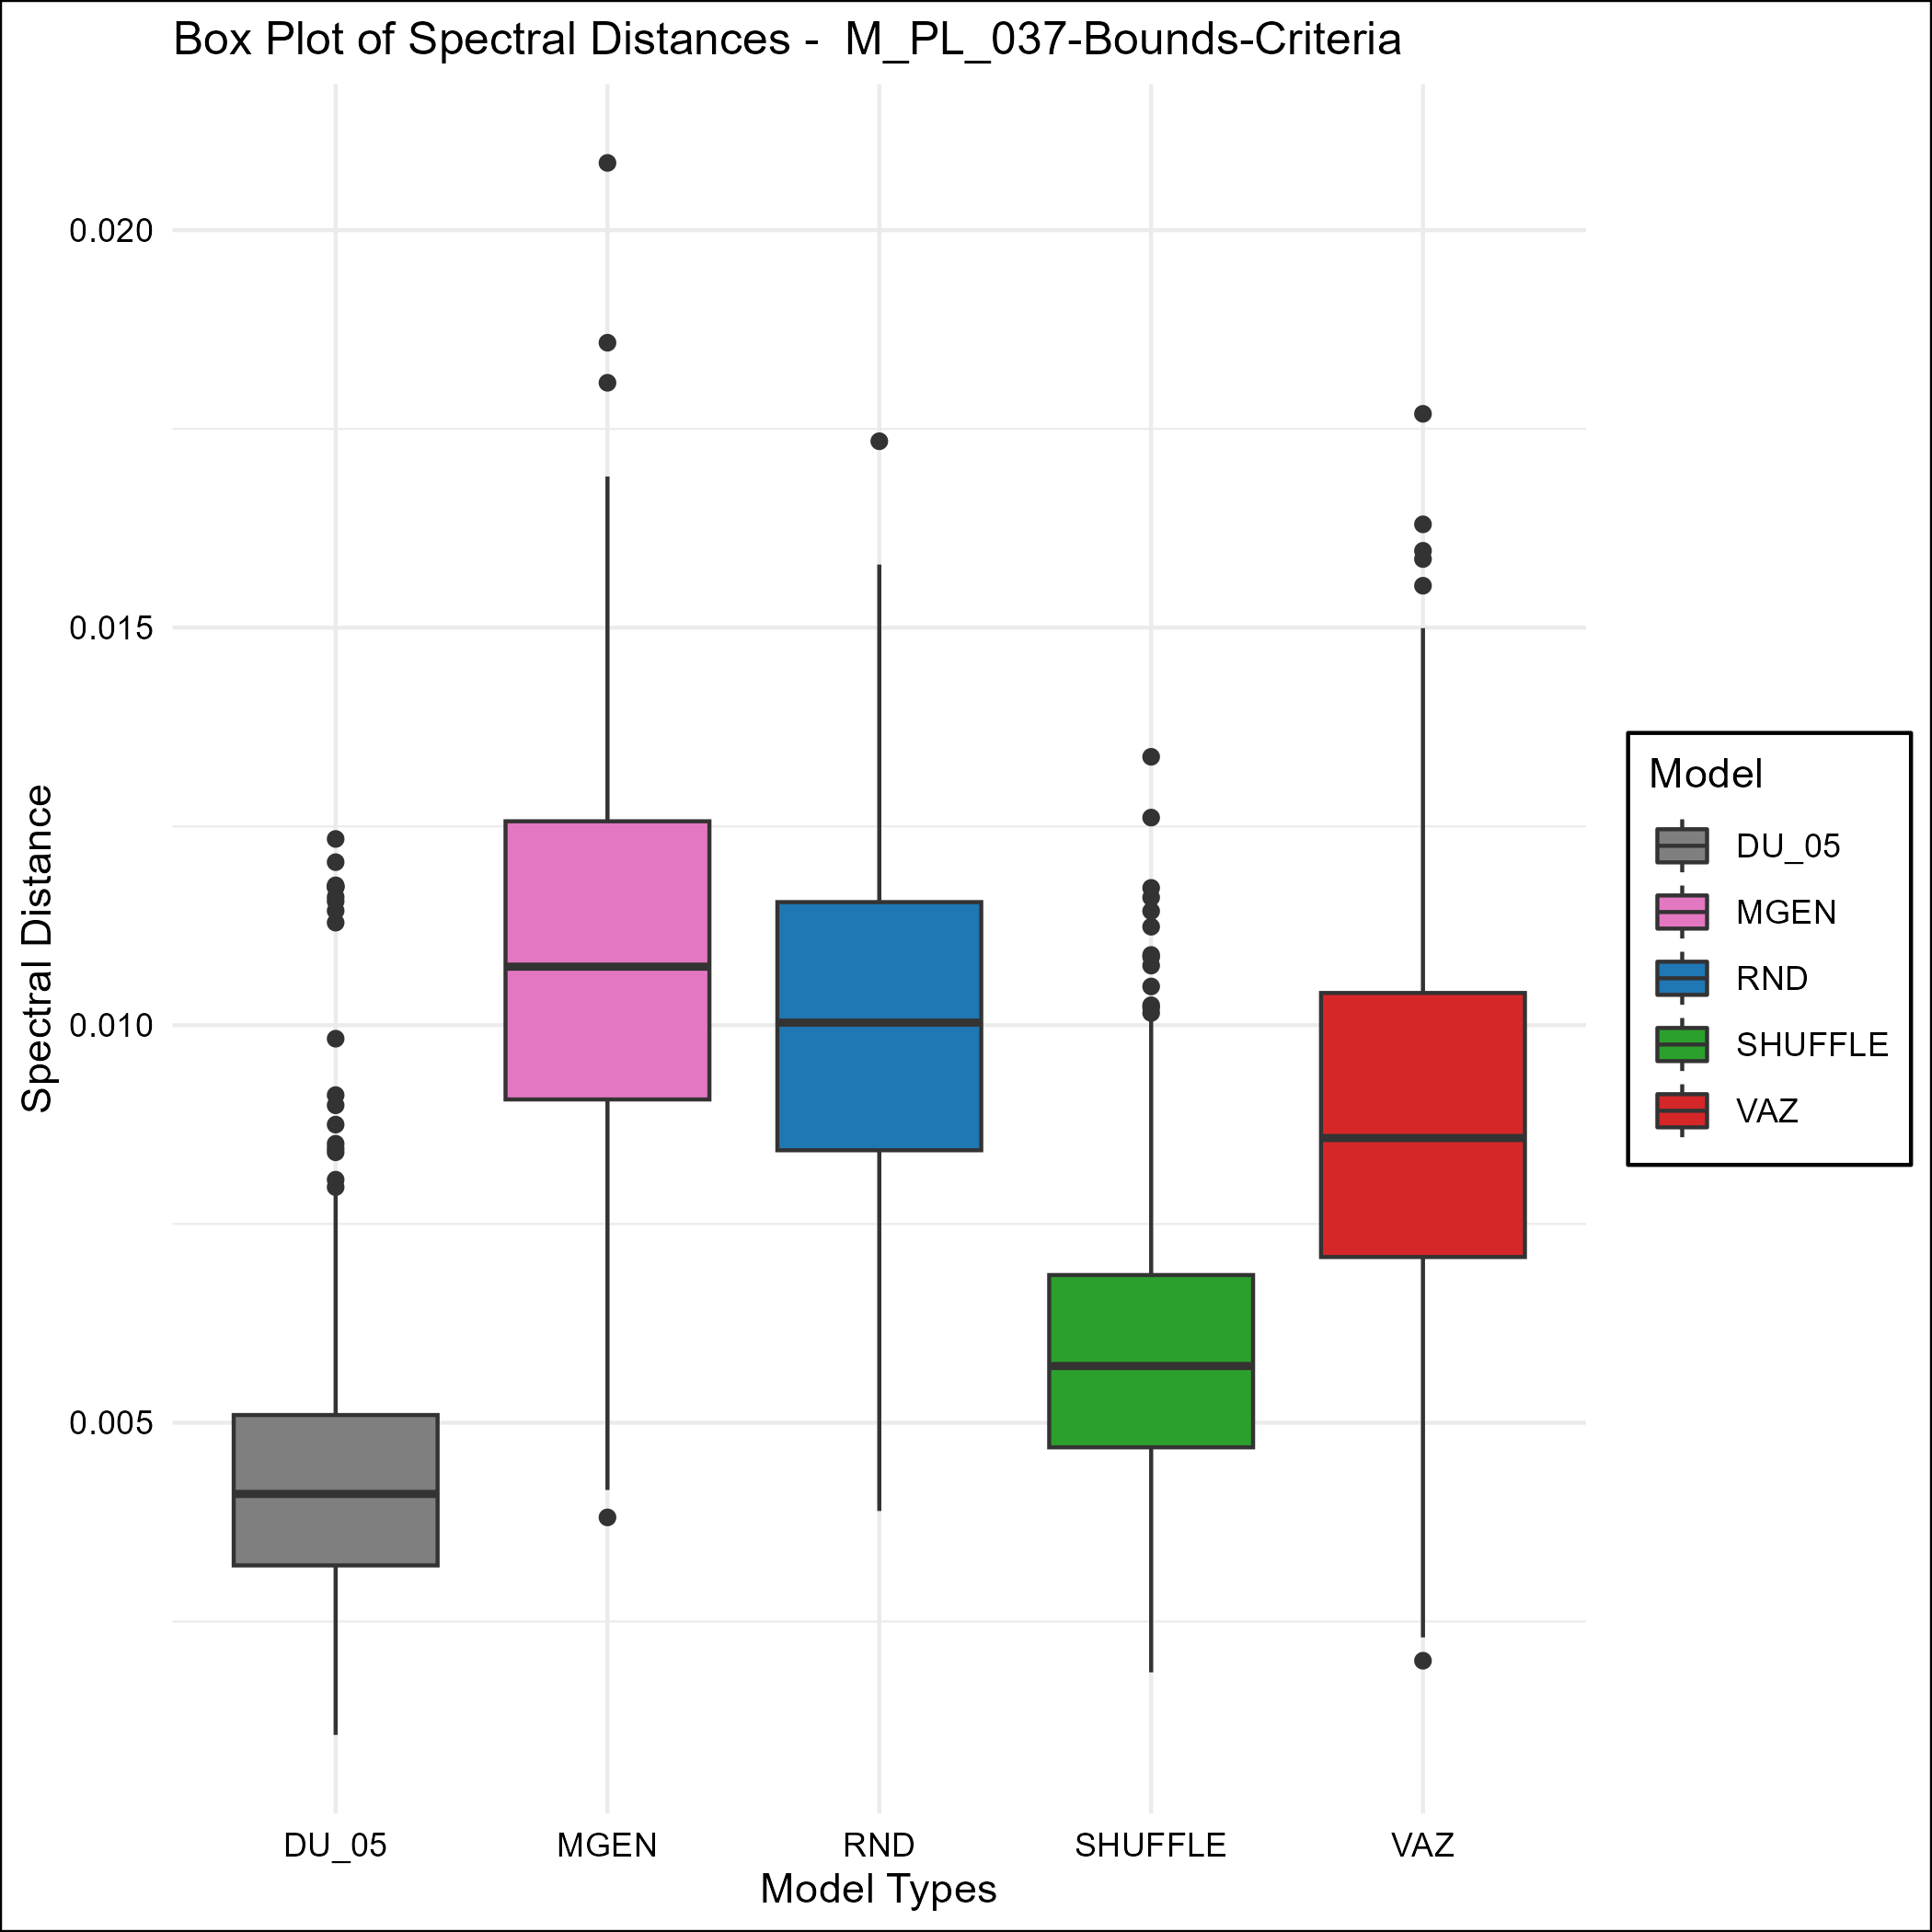 Box Plot of Spectral Distances -  M_PL_037-Bounds-Criteria
0.020
0.015
0.010
0.005
Spectral Distance
DU_05 MGEN RND SHUFFLE VAZ
Model Types
Model
DU_05
MGEN
RND
SHUFFLE
VAZ